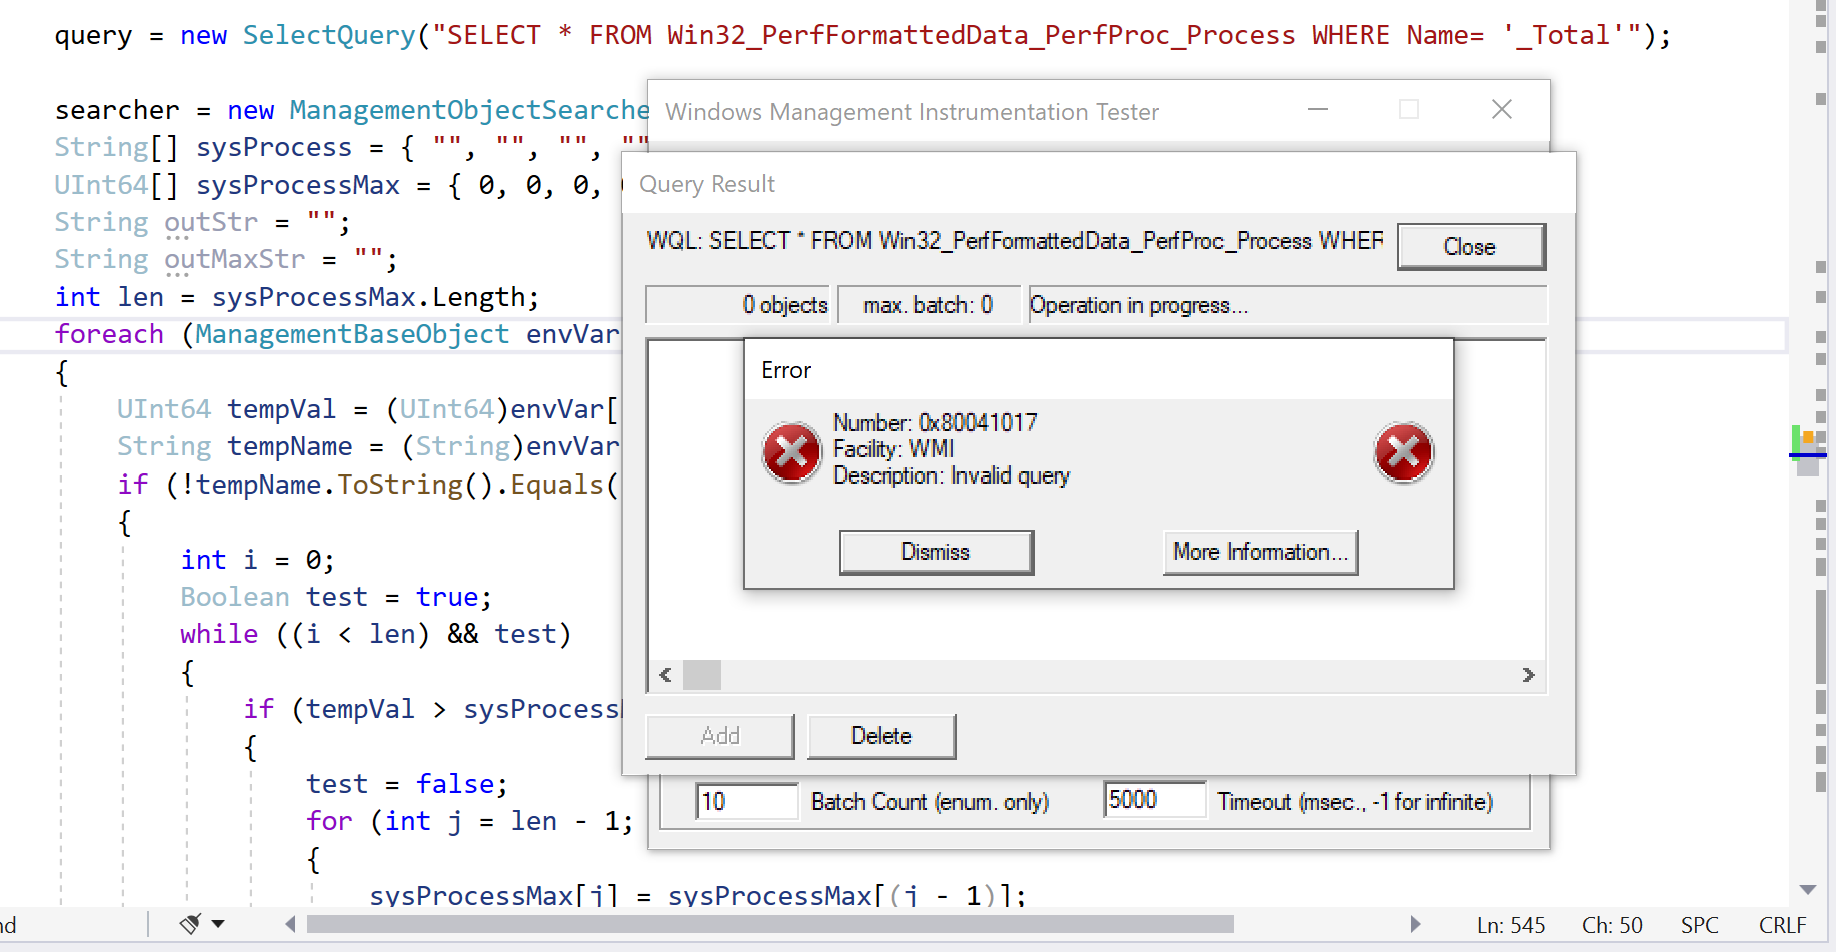 query = new SelectQuery("SELECT * FROM Win32_PerfFormattedData_PerfProc_Process WHERE Name= '_Total'");
searcher = new ManagementObjectSearche
String[] sysProcess = { "", "", "", ""
UInt64[] sysProcessMax = { 0, 0, 0,
String outStr = "";
String outMaxStr = "";
int len = sysProcessMax.Length;
foreach (ManagementBaseObject envVar
{
UInt64 tempVal = (UInt64)envVar[
String tempName = (String)envVar
if (!tempName.ToString().Equals(
{
int i = 0;
Boolean test = true;
while ((i < len) && test)
{
if (tempVal > sysProcess
{
test = false;
for (int j = len - 1;
{
sysProcessMax[j] = sysProcessMax[(j - 1)];
Windows Management Instrumentation Tester
Query Result
WQL: SELECT * FROM Win32_PerfFormattedData_PerfProc_Process WHER
Close
0 objects
max. batch: 0
Operation in progress...
Error
Number: 0x80041017
Facility: WMI
Description: Invalid query
Dismiss
More Information...
Add
Delete
10
Batch Count (enum. only)
5000
Timeout (msec., -1 for infinite)
nd
Ln: 545
Ch: 50
SPC
CRLF